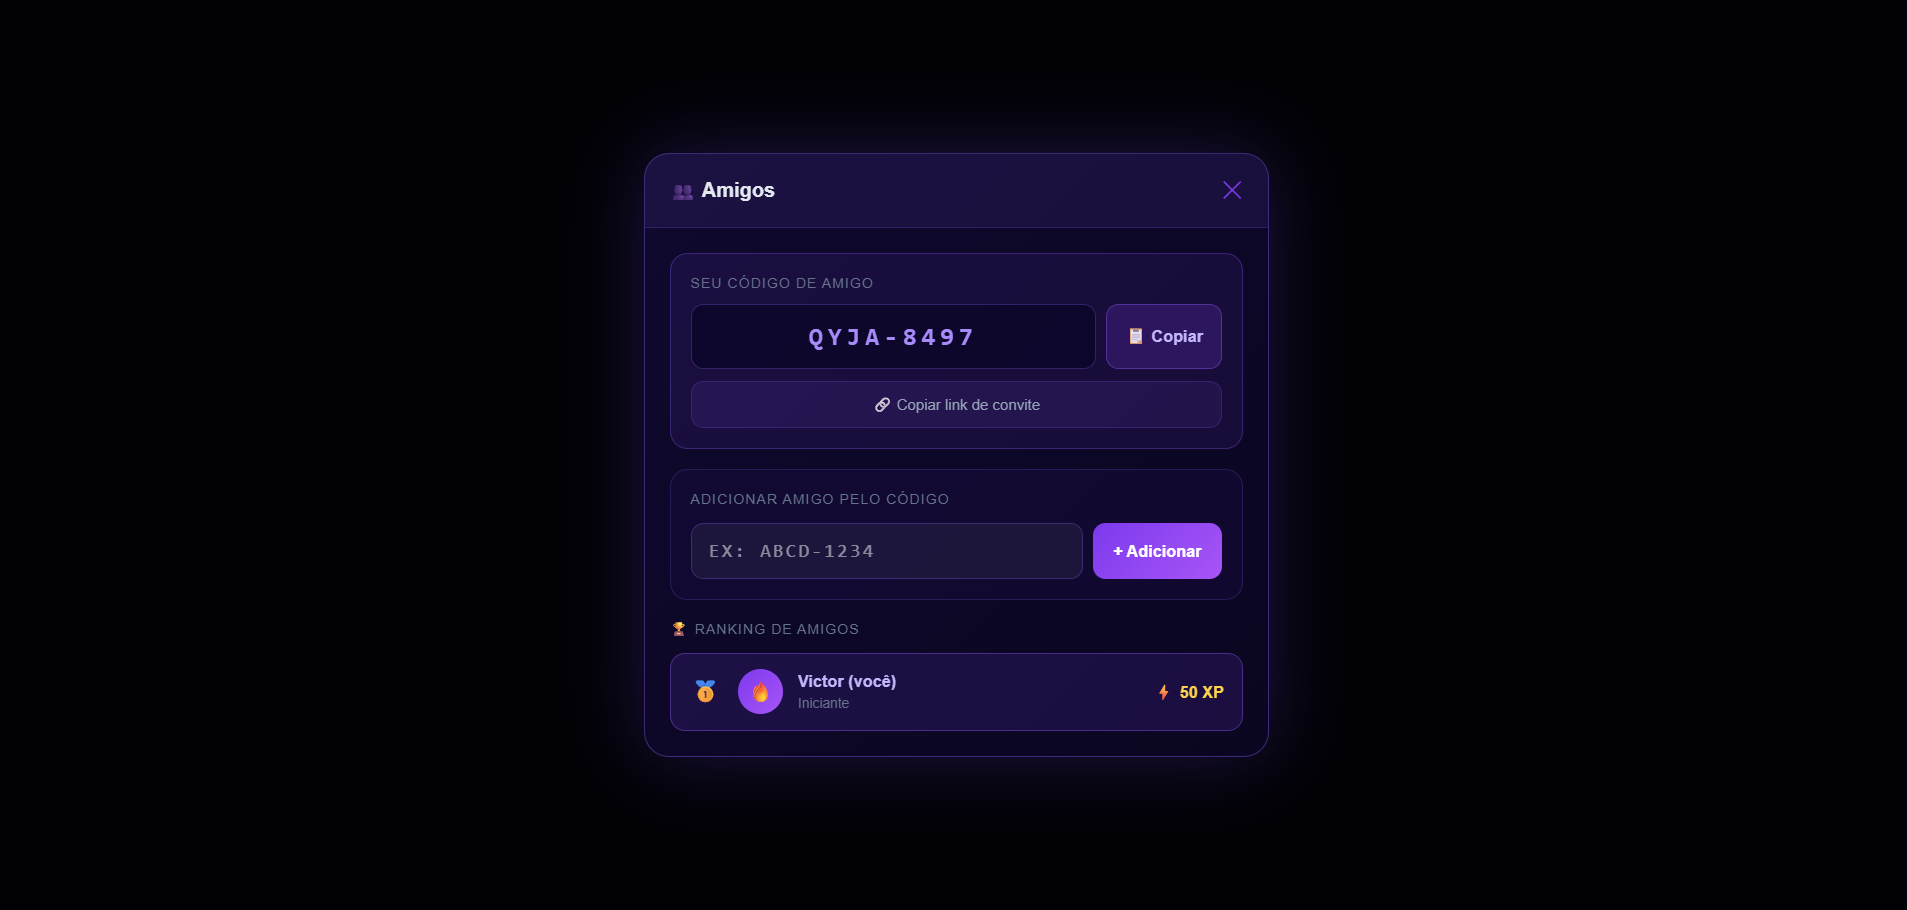 Amigos
SEU CÓDIGO DE AMIGO
QYJA-8497
Copiar
Copiar link de convite
ADICIONAR AMIGO PELO CÓDIGO
EX: ABCD-1234
+ Adicionar
RANKING DE AMIGOS
1
Victor (você)
Iniciante
50 XP